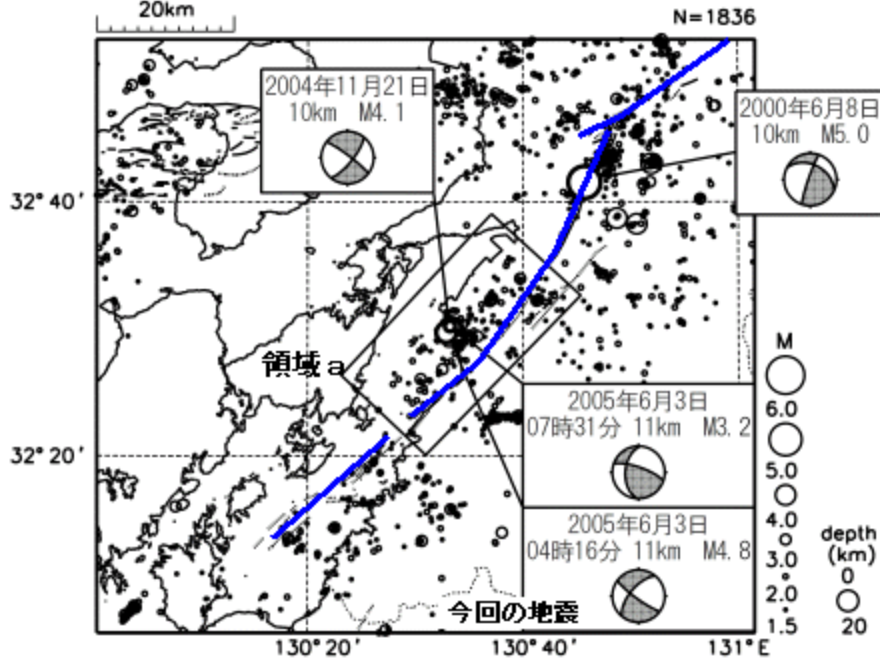 20km
N=1836
2004年11月21日
10km M4.1
2000年6月8日
10km M5.0
32°40′
領域a
M
6.0
5.0
4.0
3.0
2.0
1.5
2005年6月3日
07時31分 11km M3.2
32°20′
2005年6月3日
04時16分 11km M4.8
depth
(km)
0
20
今回の地震
130°20′
130°40′
131°E